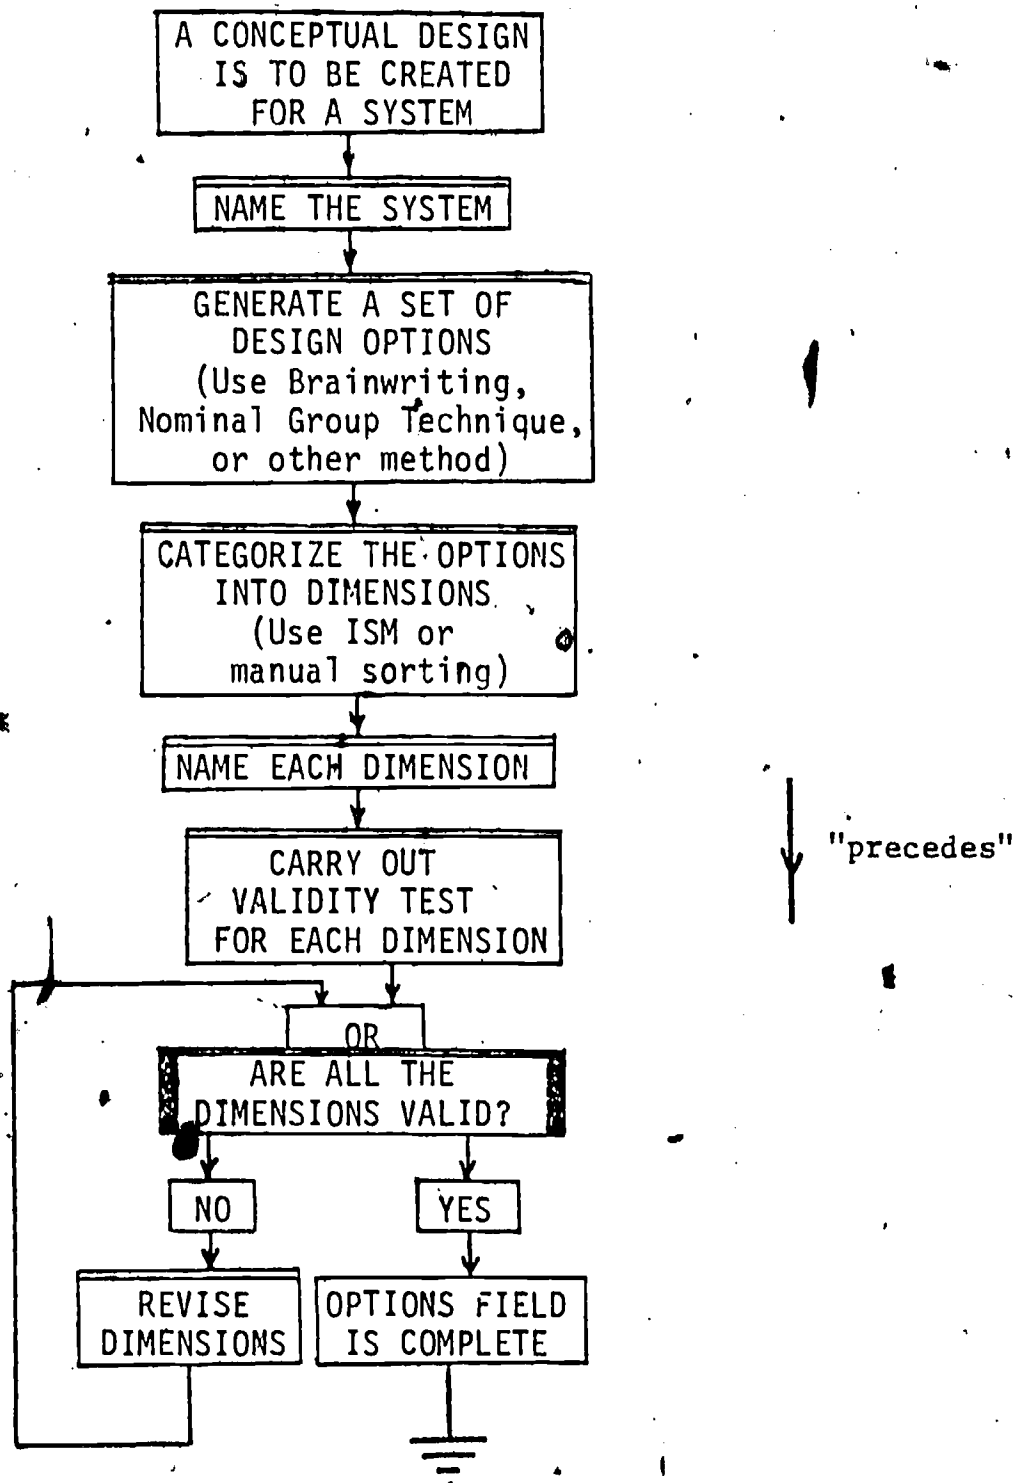 A CONCEPTUAL DESIGN
IS TO BE CREATED
FOR A SYSTEM
NAME THE SYSTEM
GENERATE A SET OF
DESIGN OPTIONS
(Use Brainwriting,
Nominal Group Technique,
or other method)
CATEGORIZE THE OPTIONS
INTO DIMENSIONS
(Use ISM or
manual sorting)
NAME EACH DIMENSION
"precedes"
CARRY OUT
VALIDITY TEST
FOR EACH DIMENSION
OR
ARE ALL THE
DIMENSIONS VALID?
NO
YES
REVISE
DIMENSIONS
OPTIONS FIELD
IS COMPLETE